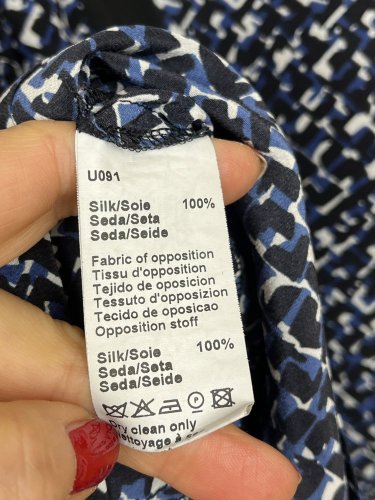 U091
Silk/Soie 100%
Seda/Seta
Seda/Seide
Fabric of opposition
Tissu d'opposition
Tejido de oposicion
Tessuto d'opposizion
Tecido de oposicao
Opposition stoff
Silk/Soie 100%
Seda/Seta
Seda/Seide
Dry clean only
Nettoyage à